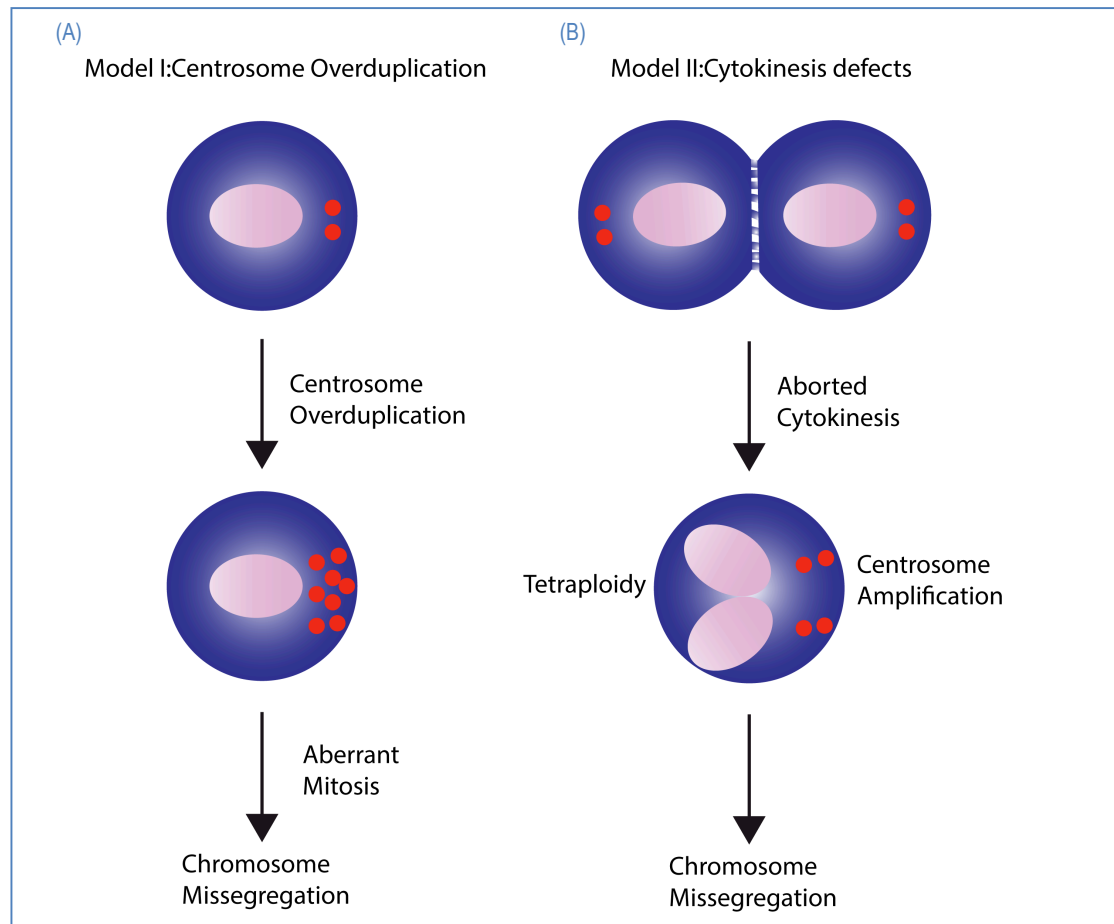 (A)
Model I:Centrosome Overduplication
Centrosome
Overduplication
Aberrant
Mitosis
Chromosome
Missegregation
(B)
Model II:Cytokinesis defects
Aborted
Cytokinesis
Tetraploidy
Centrosome
Amplification
Chromosome
Missegregation